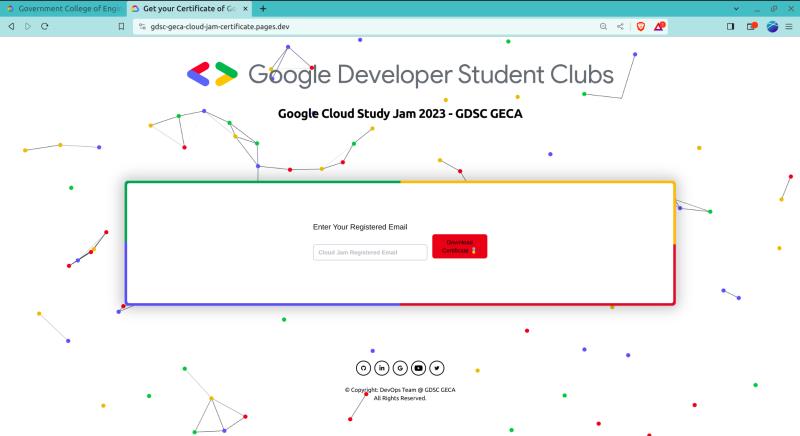 Government College of Engi
Get your Certificate of Go
gdsc-geca-cloud-jam-certificate.pages.dev
Google Developer Student Clubs
Google Cloud Study Jam 2023 - GDSC GECA
Enter Your Registered Email
Cloud Jam Registered Email
Download
Certificate
© Copyright: DevOps Team @ GDSC GECA
All Rights Reserved.